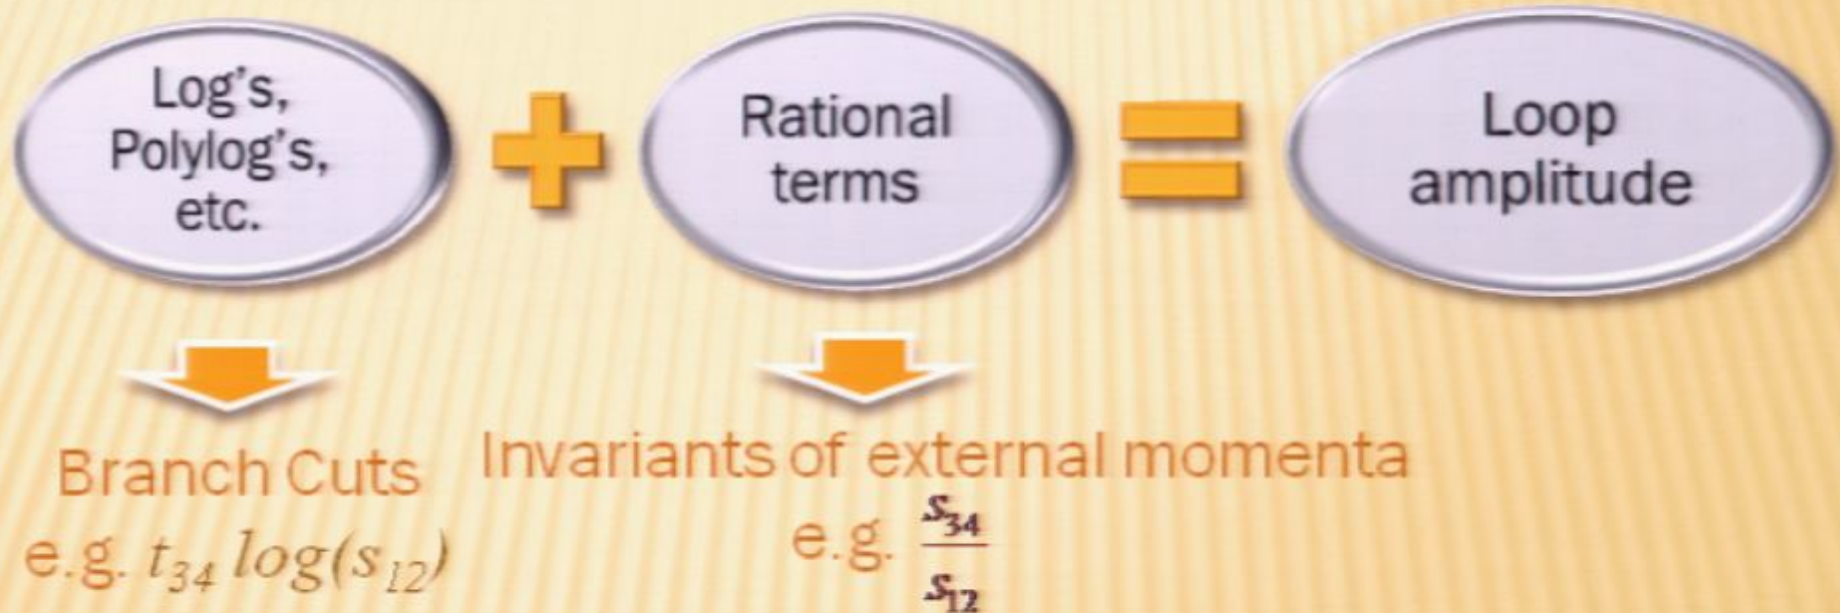 Log's,
Polylog's,
etc.
+
Rational
terms
=
Loop
amplitude
Branch Cuts
e.g. t₃₄ log(s₁₂)
Invariants of external momenta
e.g. s₃₄/s₁₂